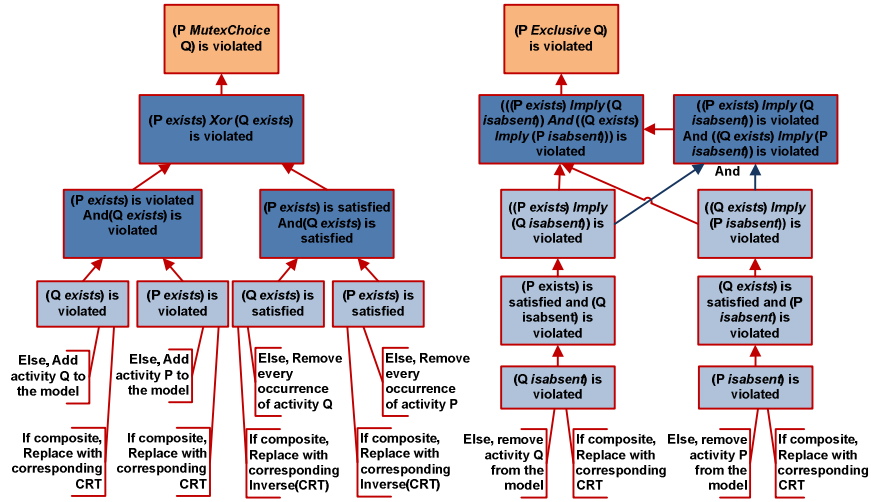 (P MutexChoice
Q) is violated
(P exists) Xor (Q exists)
is violated
(P exists) is violated
And(Q exists) is
violated
(P exists) is satisfied
And(Q exists) is
satisfied
(Q exists) is
violated
(P exists) is
violated
(Q exists) is
satisfied
(P exists) is
satisfied
Else, Add
activity Q to
the model
Else, Add
activity P to
the model
Else, Remove
every
occurrence
of activity Q
Else, Remove
every
occurrence
of activity P
If composite,
Replace with
corresponding
CRT
If composite,
Replace with
corresponding
CRT
If composite,
Replace with
corresponding
Inverse(CRT)
If composite,
Replace with
corresponding
Inverse(CRT)
(P Exclusive Q)
is violated
(((P exists) Imply (Q
isabsent)) And ((Q exists)
Imply (P isabsent))) is
violated
((P exists) Imply (Q
isabsent)) is violated
And ((Q exists) Imply (P
isabsent)) is violated
And
((P exists) Imply
(Q isabsent)) is
violated
((Q exists) Imply
(P isabsent)) is
violated
(P exists) is
satisfied and (Q
isabsent) is
violated
(Q exists) is
satisfied and (P
isabsent) is
violated
(Q isabsent) is
violated
(P isabsent) is
violated
Else, remove
activity Q
from the
model
If composite,
Replace with
corresponding
CRT
Else, remove
activity P
from the
model
If composite,
Replace with
corresponding
CRT